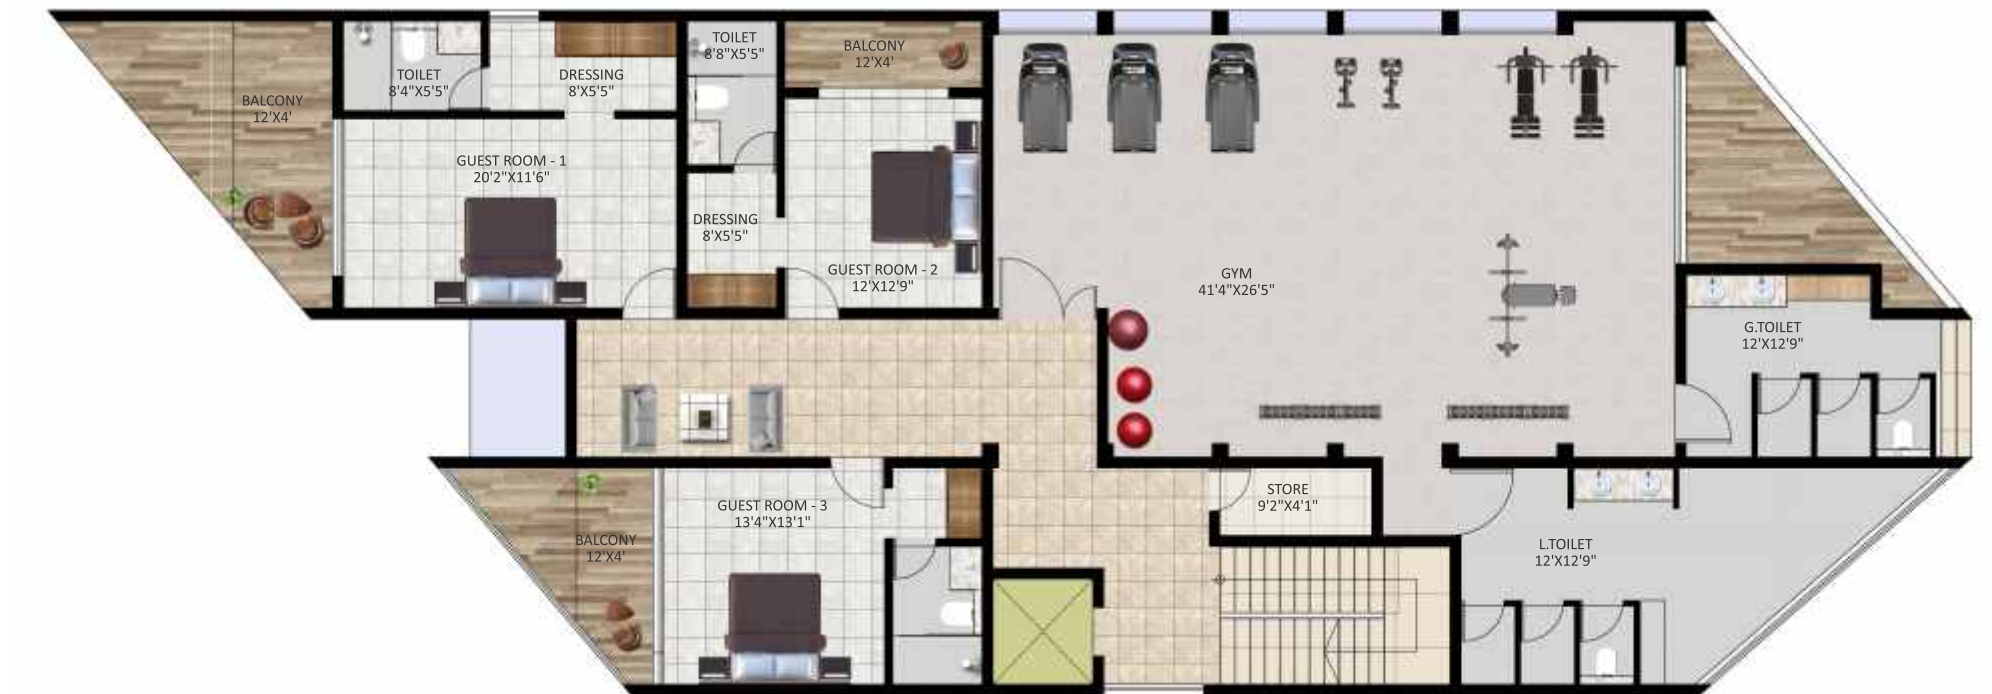 TOILET
8'4"X5'5"
DRESSING
8'X5'5"
TOILET
8'8"X5'5"
BALCONY
12'X4'
BALCONY
12'X4'
GUEST ROOM - 1
20'2"X11'6"
DRESSING
8'X5'5"
GUEST ROOM - 2
12'X12'9"
GYM
41'4"X26'5"
G.TOILET
12'X12'9"
GUEST ROOM - 3
13'4"X13'1"
BALCONY
12'X4'
STORE
9'2"X4'1"
L.TOILET
12'X12'9"